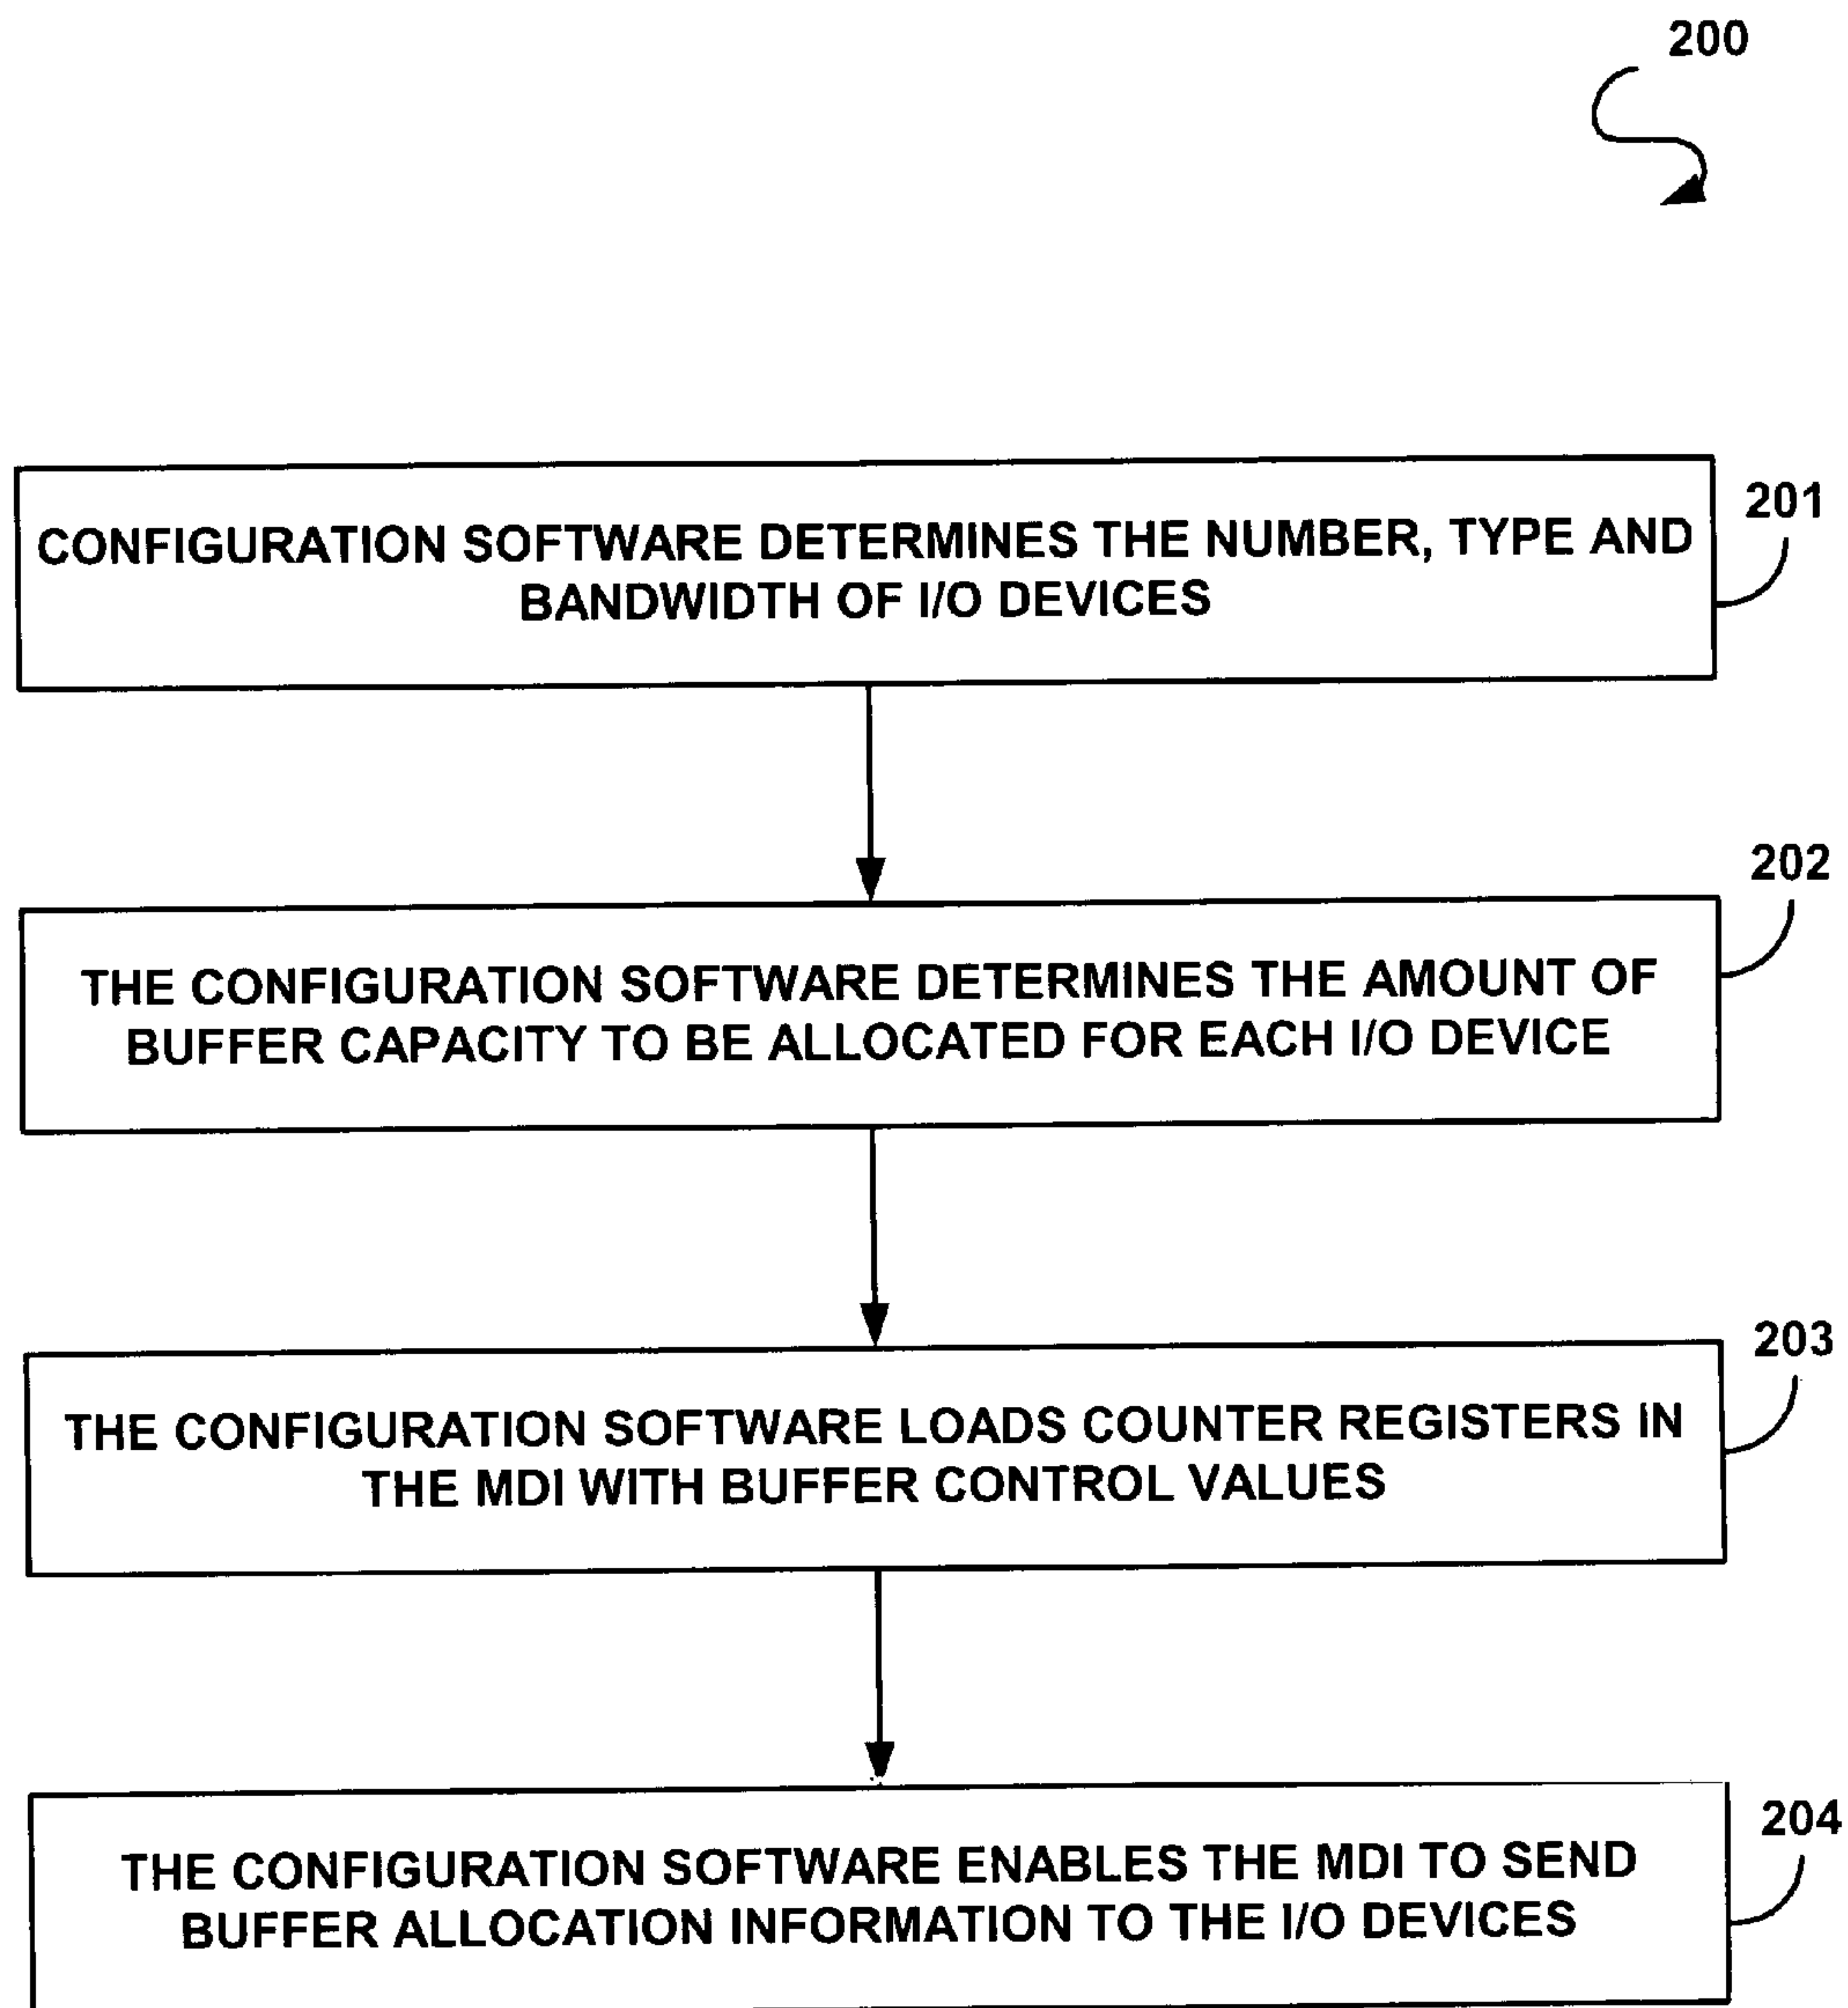 200
201
CONFIGURATION SOFTWARE DETERMINES THE NUMBER, TYPE AND
BANDWIDTH OF I/O DEVICES
202
THE CONFIGURATION SOFTWARE DETERMINES THE AMOUNT OF
BUFFER CAPACITY TO BE ALLOCATED FOR EACH I/O DEVICE
203
THE CONFIGURATION SOFTWARE LOADS COUNTER REGISTERS IN
THE MDI WITH BUFFER CONTROL VALUES
204
THE CONFIGURATION SOFTWARE ENABLES THE MDI TO SEND
BUFFER ALLOCATION INFORMATION TO THE I/O DEVICES